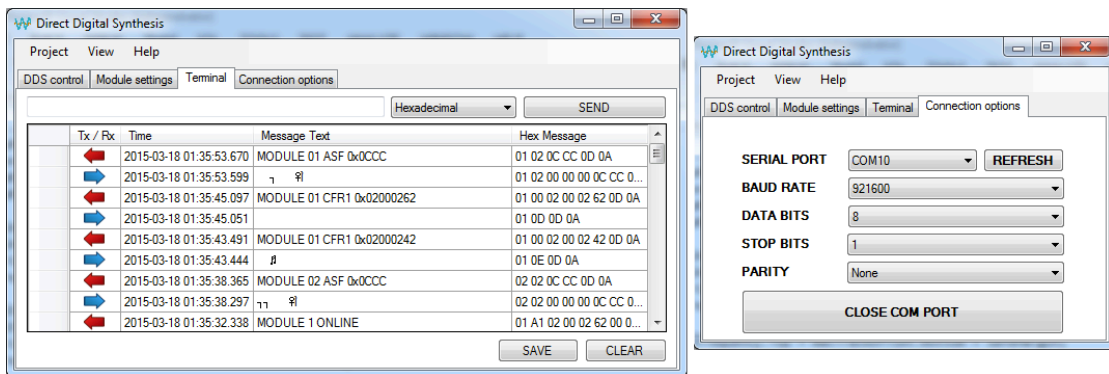 Direct Digital Synthesis
Project View Help
DDS control Module settings Terminal Connection options
Hexadecimal SEND
Tx / Rx Time Message Text Hex Message
2015-03-18 01:35:53.670 MODULE 01 ASF 0x0CCC 01 02 0C CC 0D 0A
2015-03-18 01:35:53.599 01 02 00 00 00 0C CC 0...
2015-03-18 01:35:45.097 MODULE 01 CFR1 0x02000262 01 00 02 00 02 62 0D 0A
2015-03-18 01:35:45.051 01 0D 0D 0A
2015-03-18 01:35:43.491 MODULE 01 CFR1 0x02000242 01 00 02 00 02 42 0D 0A
2015-03-18 01:35:43.444 ♬ 01 0E 0D 0A
2015-03-18 01:35:38.365 MODULE 02 ASF 0x0CCC 02 02 0C CC 0D 0A
2015-03-18 01:35:38.297 02 02 00 00 00 0C CC 0...
2015-03-18 01:35:32.338 MODULE 1 ONLINE 01 A1 02 00 02 62 00 0...
SAVE CLEAR
Direct Digital Synthesis
Project View Help
DDS control Module settings Terminal Connection options
SERIAL PORT COM10 REFRESH
BAUD RATE 921600
DATA BITS 8
STOP BITS 1
PARITY None
CLOSE COM PORT